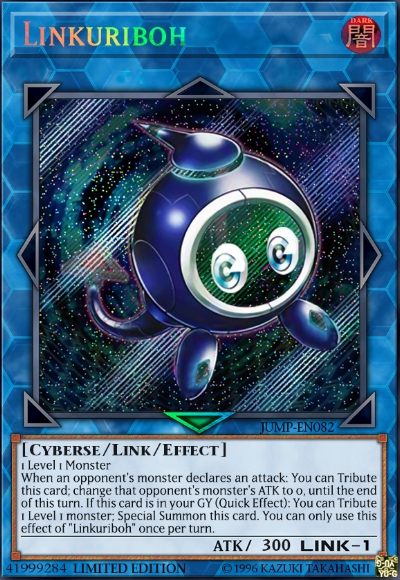 LINKURIBOH
DARK
闇
JUMP-EN082
[CYBERSE/LINK/EFFECT]
1 Level 1 Monster
When an opponent's monster declares an attack: You can Tribute
this card; change that opponent's monster's ATK to 0, until the end
of this turn. If this card is in your GY (Quick Effect): You can Tribute
1 Level 1 monster; Special Summon this card. You can only use this
effect of "Linkuriboh" once per turn.
ATK/ 300 LINK-1
41999284 LIMITED EDITION ©1996 KAZUKI TAKAHASHI